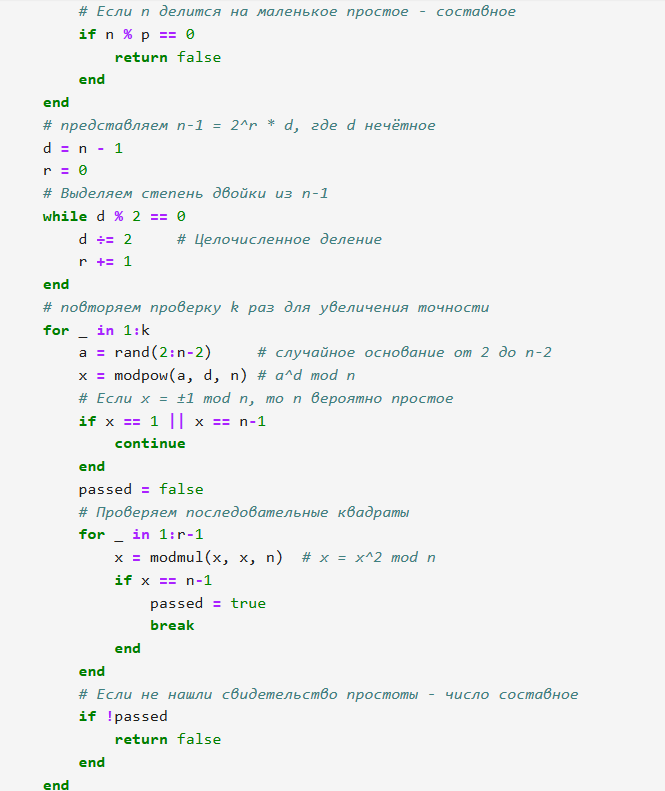 # Если n делится на маленькое простое - составное
        if n % p == 0
            return false
        end
    end
    # представляем n-1 = 2^r * d, где d нечётное
    d = n - 1
    r = 0
    # Выделяем степень двойки из n-1
    while d % 2 == 0
        d ÷= 2     # Целочисленное деление
        r += 1
    end
    # повторяем проверку k раз для увеличения точности
    for _ in 1:k
        a = rand(2:n-2)     # случайное основание от 2 до n-2
        x = modpow(a, d, n) # a^d mod n
        # Если x = ±1 mod n, то n вероятно простое
        if x == 1 || x == n-1
            continue
        end
        passed = false
        # Проверяем последовательные квадраты
        for _ in 1:r-1
            x = modmul(x, x, n)  # x = x^2 mod n
            if x == n-1
                passed = true
                break
            end
        end
        # Если не нашли свидетельство простоты - число составное
        if !passed
            return false
        end
    end